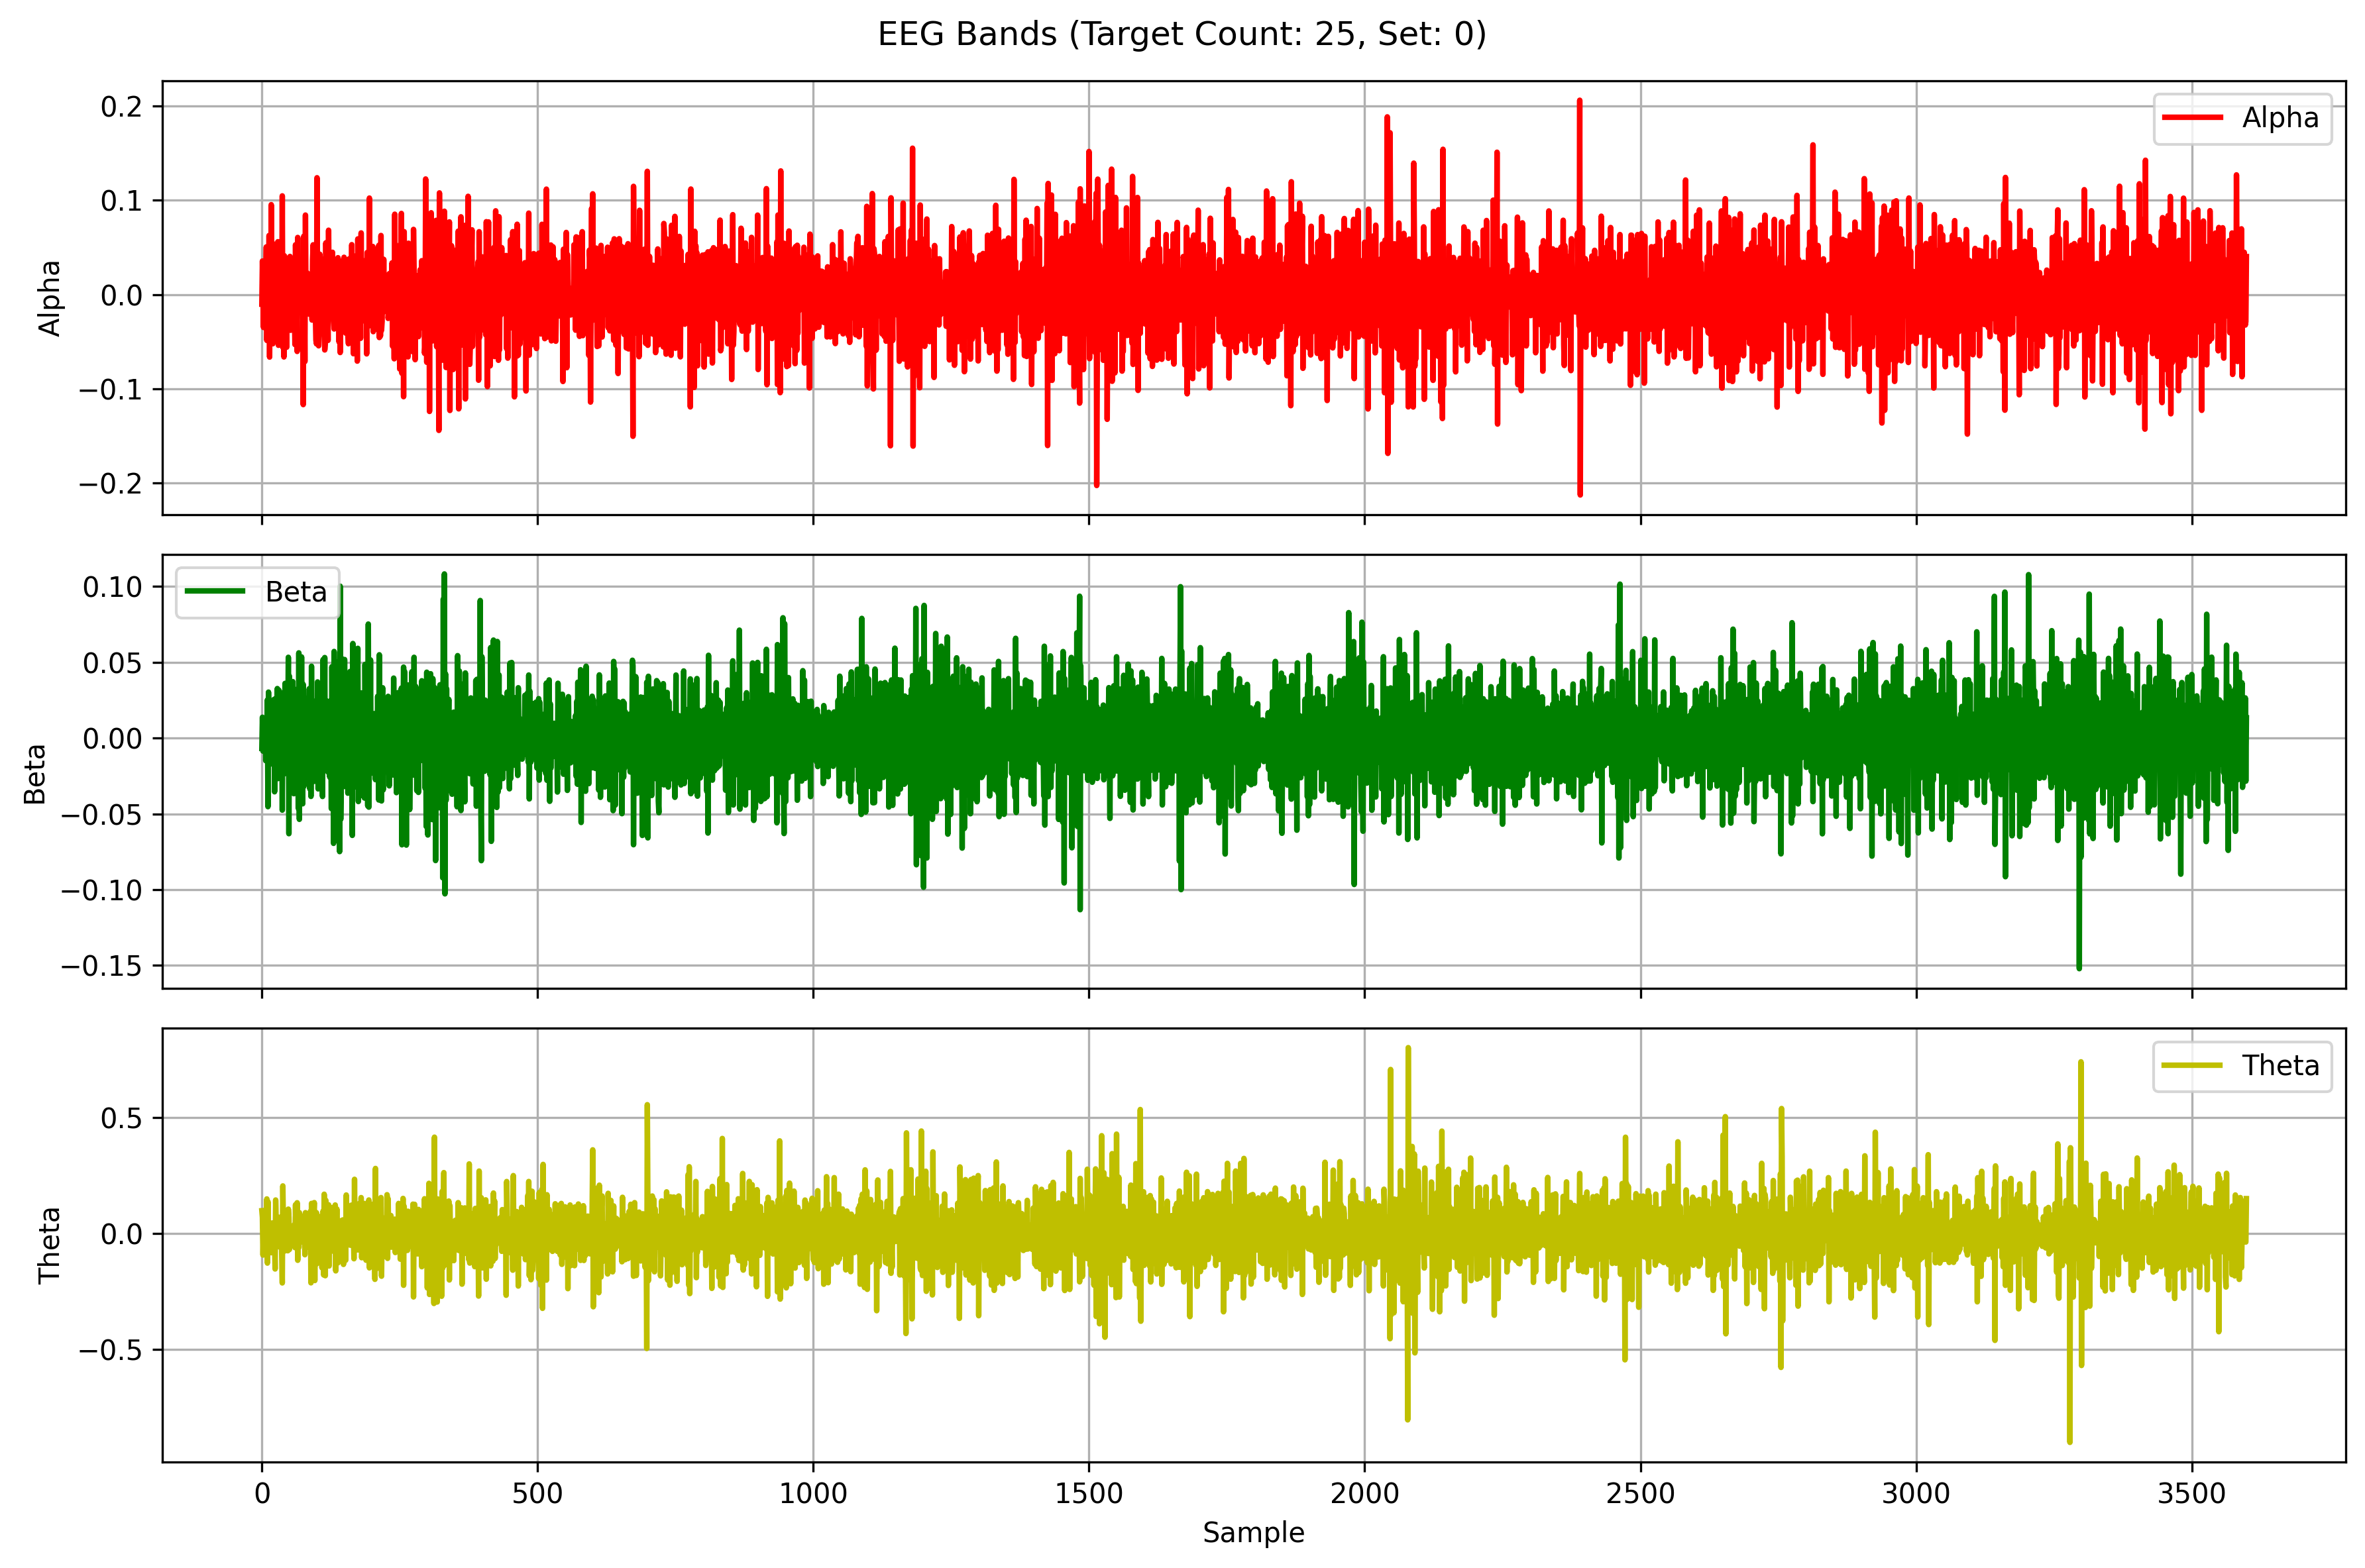 EEG Bands (Target Count: 25, Set: 0)
0.2
0.1
0.0
−0.1
−0.2
Alpha
Alpha
0.10
0.05
0.00
−0.05
−0.10
−0.15
Beta
Beta
0.5
0.0
−0.5
Theta
Theta
0 500 1000 1500 2000 2500 3000 3500
Sample